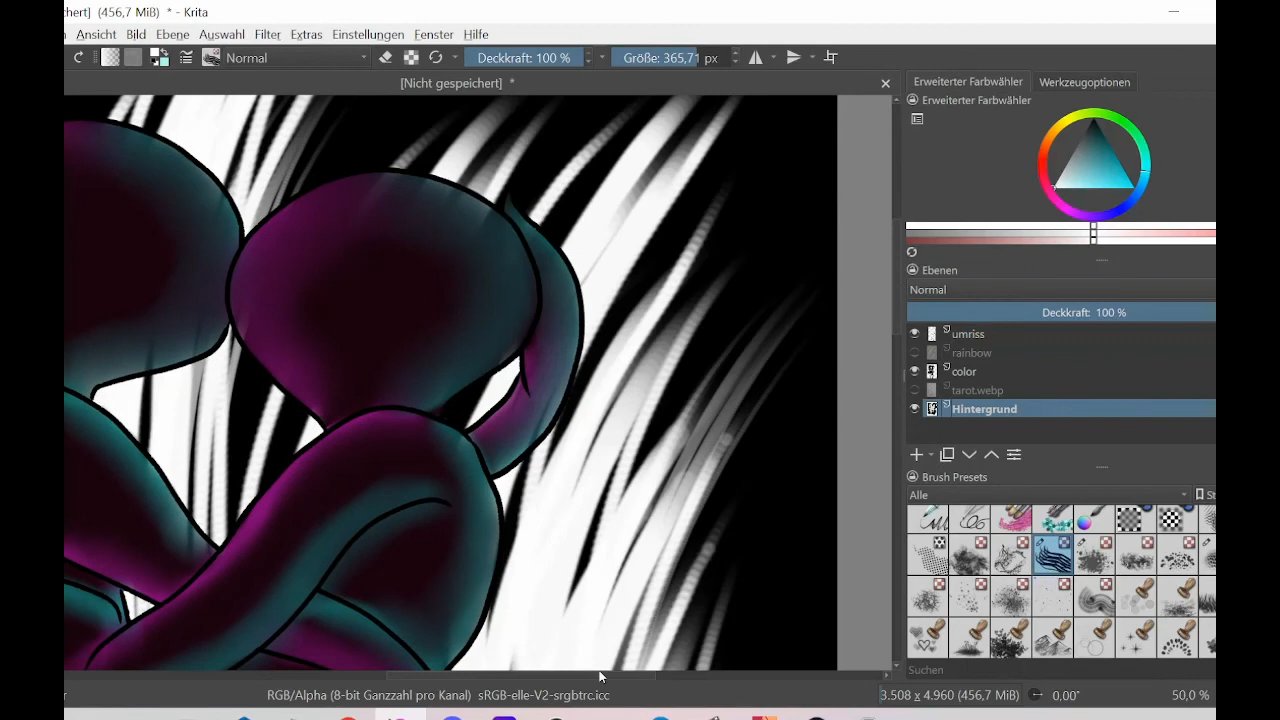 chert] (456,7 MiB) * - Krita
Ansicht Bild Ebene Auswahl Filter Extras Einstellungen Fenster Hilfe
Normal Deckkraft: 100 % Größe: 365,71 px
[Nicht gespeichert] *
Erweiterter Farbwähler Werkzeugoptionen
Erweiterter Farbwähler
Ebenen
Normal
Deckkraft: 100 %
umriss
rainbow
color
tarot.webp
Hintergrund
Brush Presets
Alle St
Suchen
RGB/Alpha (8-bit Ganzzahl pro Kanal) sRGB-elle-V2-srgbtrc.icc 3.508 x 4.960 (456,7 MiB) 0,00° 50,0 %